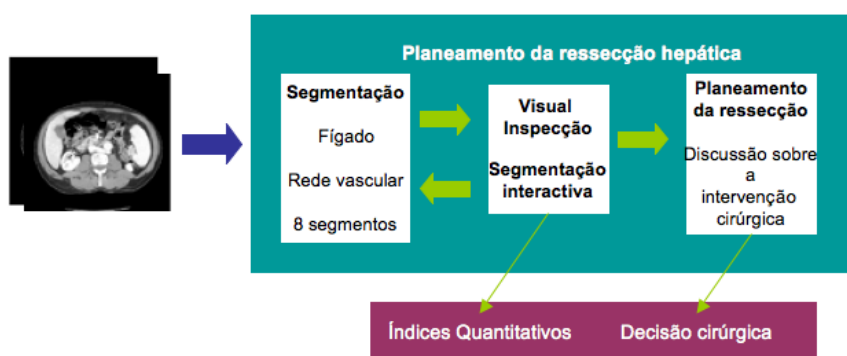 Planeamento da ressecção hepática
Segmentação
Fígado
Rede vascular
8 segmentos
Visual
Inspecção
Segmentação
interactiva
Planeamento
da ressecção
Discussão sobre
a
intervenção
cirúrgica
Índices Quantitativos
Decisão cirúrgica